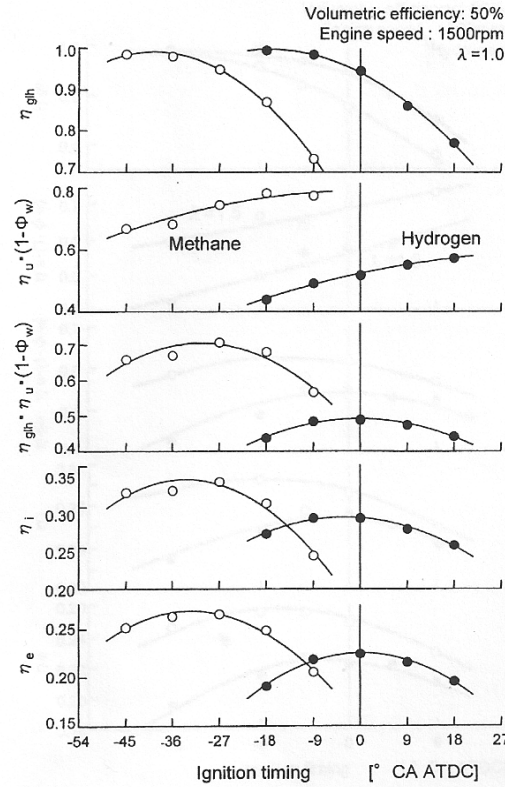 Volumetric efficiency: 50%
Engine speed : 1500rpm
λ=1.0
1.0
0.9
0.8
0.7
η glh
0.8
0.6
0.4
η u・(1-Φw)
Methane
Hydrogen
0.7
0.6
0.5
0.4
η glh・η u・(1-Φw)
0.35
0.30
0.25
0.20
η i
0.25
0.20
0.15
η e
-54 -45 -36 -27 -18 -9 0 9 18 27
Ignition timing [° CA ATDC]